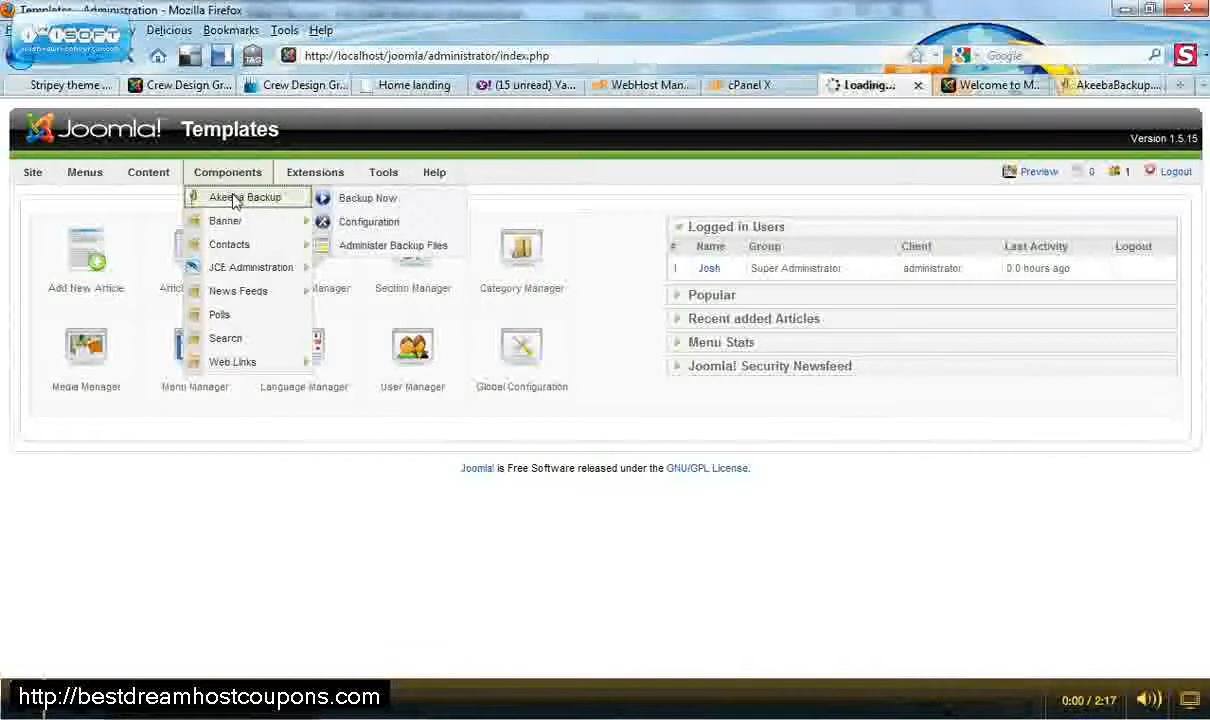 Templates - Administration - Mozilla Firefox
Delicious Bookmarks Tools Help
iSOFT
TAG http://localhost/joomla/administrator/index.php Google
Stripey theme ... Crew Design Gr... Crew Design Gr... Home landing (15 unread) Ya... WebHost Man... cPanel X Loading... Welcome to M... AkeebaBackup....
Joomla! Templates
Version 1.5.15
Site Menus Content Components Extensions Tools Help Preview 0 1 Logout
Akeeba Backup Backup Now
Banner Configuration
Contacts Administer Backup Files
JCE Administration
News Feeds
Polls
Search
Web Links
Add New Article Artic Manager Section Manager Category Manager
Media Manager Menu Manager Language Manager User Manager Global Configuration
Logged in Users
# Name Group Client Last Activity Logout
1 Josh Super Administrator administrator 0.0 hours ago
Popular
Recent added Articles
Menu Stats
Joomla! Security Newsfeed
Joomla! is Free Software released under the GNU/GPL License.
http://bestdreamhostcoupons.com
0:00 / 2:17